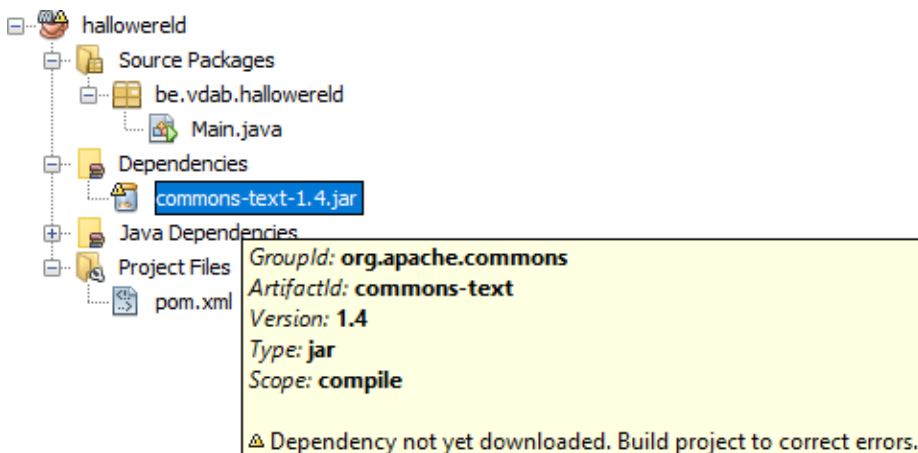 hallowereld
Source Packages
be.vdab.hallowereld
Main.java
Dependencies
commons-text-1.4.jar
Java Dependencies
Project Files
pom.xml
GroupId: org.apache.commons
ArtifactId: commons-text
Version: 1.4
Type: jar
Scope: compile
Dependency not yet downloaded. Build project to correct errors.